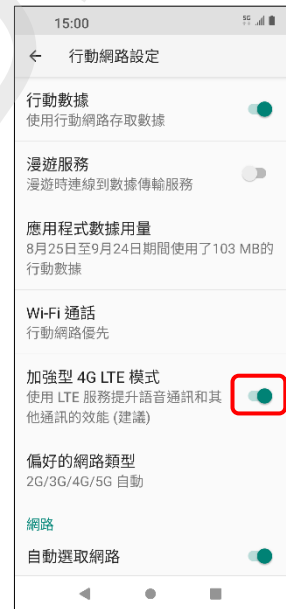 15:00
5G
行動網路設定
行動數據
使用行動網路存取數據
漫遊服務
漫遊時連線到數據傳輸服務
應用程式數據用量
8月25日至9月24日期間使用了103 MB的
行動數據
Wi-Fi 通話
行動網路優先
加強型 4G LTE 模式
使用 LTE 服務提升語音通訊和其
他通訊的效能 (建議)
偏好的網路類型
2G/3G/4G/5G 自動
網路
自動選取網路